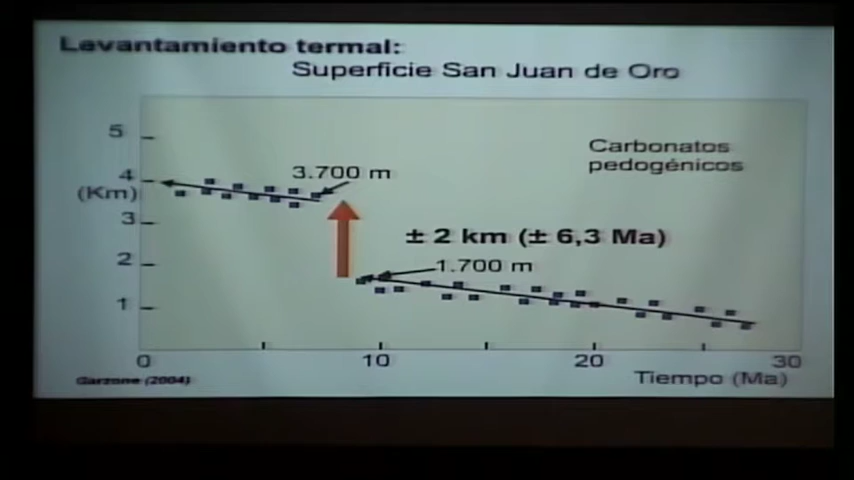 Levantamiento termal:
Superficie San Juan de Oro
5
4
(Km)
3
2
1
3.700 m
Carbonatos
pedogénicos
± 2 km (± 6,3 Ma)
1.700 m
0
10
20
30
Tiempo (Ma)
Garzone (2004)